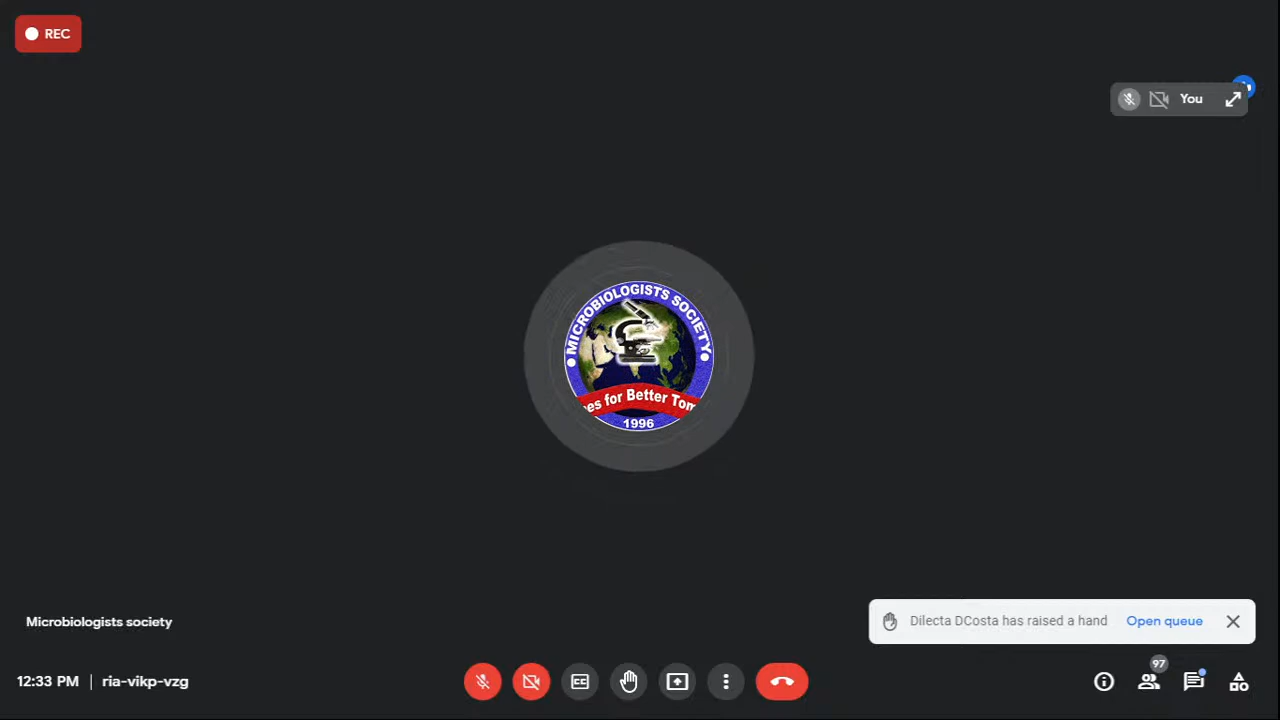 REC
You
MICROBIOLOGISTS SOCIETY
for Better
1996
Microbiologists society
Dilecta DCosta has raised a hand
Open queue
97
12:33 PM | ria-vikp-vzg
CC